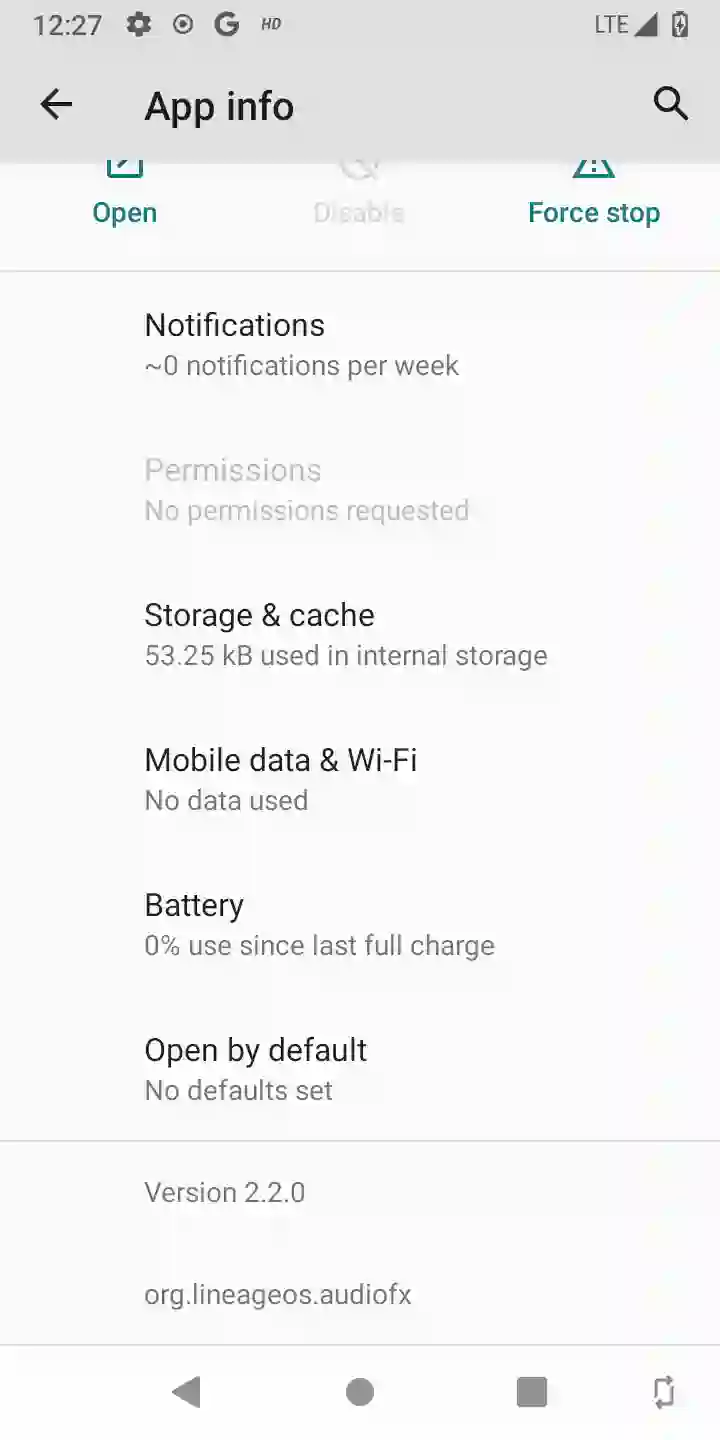 12:27 G HD LTE
App info
Open Disable Force stop
Notifications
~0 notifications per week
Permissions
No permissions requested
Storage & cache
53.25 kB used in internal storage
Mobile data & Wi-Fi
No data used
Battery
0% use since last full charge
Open by default
No defaults set
Version 2.2.0
org.lineageos.audiofx